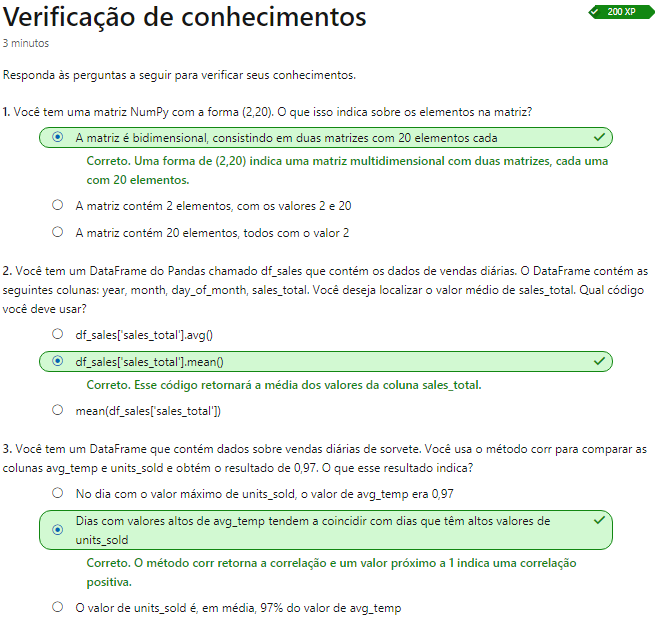 Verificação de conhecimentos
200 XP
3 minutos
Responda às perguntas a seguir para verificar seus conhecimentos.
1. Você tem uma matriz NumPy com a forma (2,20). O que isso indica sobre os elementos na matriz?
A matriz é bidimensional, consistindo em duas matrizes com 20 elementos cada
Correto. Uma forma de (2,20) indica uma matriz multidimensional com duas matrizes, cada uma
com 20 elementos.
A matriz contém 2 elementos, com os valores 2 e 20
A matriz contém 20 elementos, todos com o valor 2
2. Você tem um DataFrame do Pandas chamado df_sales que contém os dados de vendas diárias. O DataFrame contém as
seguintes colunas: year, month, day_of_month, sales_total. Você deseja localizar o valor médio de sales_total. Qual código
você deve usar?
df_sales['sales_total'].avg()
df_sales['sales_total'].mean()
Correto. Esse código retornará a média dos valores da coluna sales_total.
mean(df_sales['sales_total'])
3. Você tem um DataFrame que contém dados sobre vendas diárias de sorvete. Você usa o método corr para comparar as
colunas avg_temp e units_sold e obtém o resultado de 0,97. O que esse resultado indica?
No dia com o valor máximo de units_sold, o valor de avg_temp era 0,97
Dias com valores altos de avg_temp tendem a coincidir com dias que têm altos valores de
units_sold
Correto. O método corr retorna a correlação e um valor próximo a 1 indica uma correlação
positiva.
O valor de units_sold é, em média, 97% do valor de avg_temp